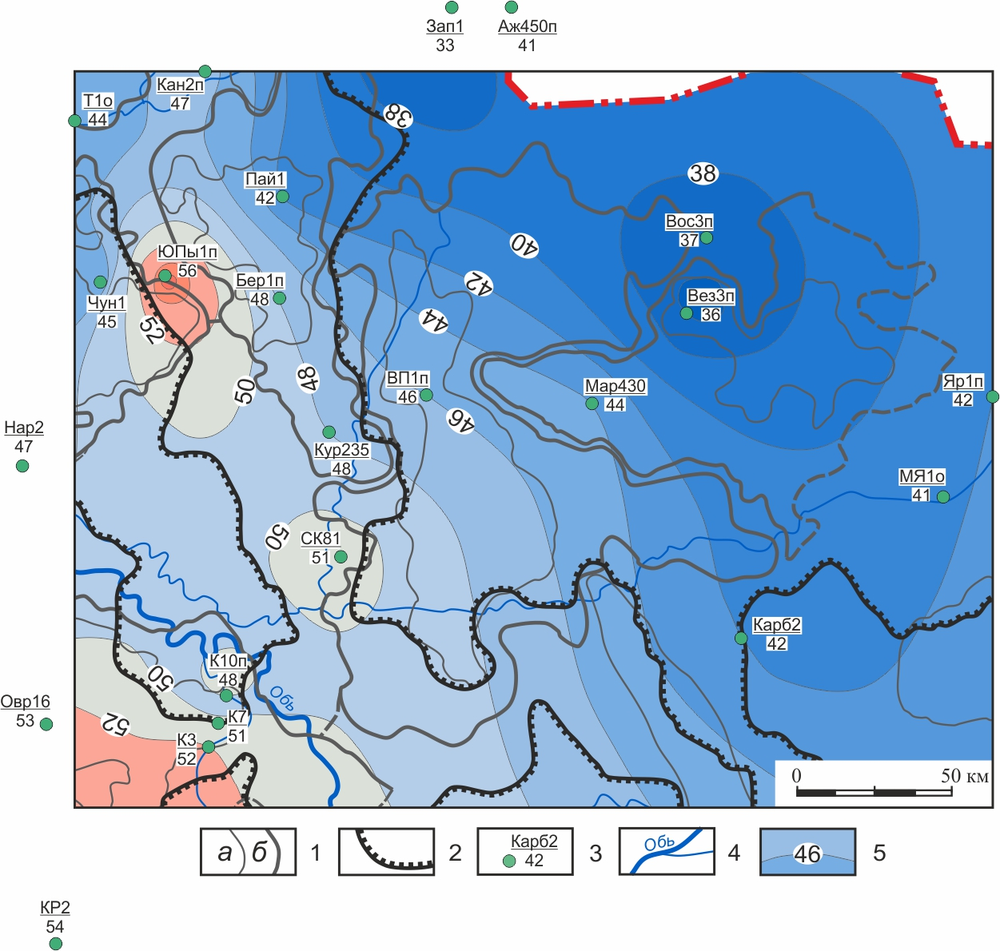 Зап1
33
Аж450п
41
Кан2п
47
Т1о
44
38
Пай1
42
38
Вос3п
37
40
ЮПы1п
56
Бер1п
48
42
Чун1
45
Вез3п
36
44
52
48
50
ВП1п
46
Мар430
44
Яр1п
42
46
Нар2
47
Кур235
48
МЯ1о
41
50
СК81
51
Карб2
42
К10п
48
50
Обь
Овр16
53
52
К7
51
К3
52
0
50 км
а
б
1
2
Карб2
42
3
Обь
4
46
5
КР2
54